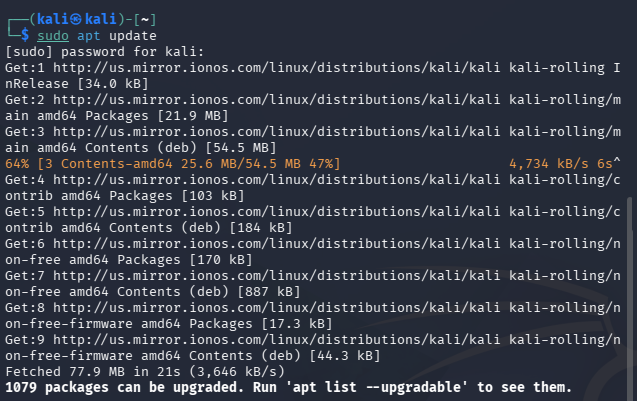 ┌──(kali㉿kali)-[~]
└─$ sudo apt update
[sudo] password for kali:
Get:1 http://us.mirror.ionos.com/linux/distributions/kali/kali kali-rolling I
nRelease [34.0 kB]
Get:2 http://us.mirror.ionos.com/linux/distributions/kali/kali kali-rolling/m
ain amd64 Packages [21.9 MB]
Get:3 http://us.mirror.ionos.com/linux/distributions/kali/kali kali-rolling/m
ain amd64 Contents (deb) [54.5 MB]
64% [3 Contents-amd64 25.6 MB/54.5 MB 47%] 4,734 kB/s 6s^
Get:4 http://us.mirror.ionos.com/linux/distributions/kali/kali kali-rolling/c
ontrib amd64 Packages [103 kB]
Get:5 http://us.mirror.ionos.com/linux/distributions/kali/kali kali-rolling/c
ontrib amd64 Contents (deb) [184 kB]
Get:6 http://us.mirror.ionos.com/linux/distributions/kali/kali kali-rolling/n
on-free amd64 Packages [170 kB]
Get:7 http://us.mirror.ionos.com/linux/distributions/kali/kali kali-rolling/n
on-free amd64 Contents (deb) [887 kB]
Get:8 http://us.mirror.ionos.com/linux/distributions/kali/kali kali-rolling/n
on-free-firmware amd64 Packages [17.3 kB]
Get:9 http://us.mirror.ionos.com/linux/distributions/kali/kali kali-rolling/n
on-free-firmware amd64 Contents (deb) [44.3 kB]
Fetched 77.9 MB in 21s (3,646 kB/s)
1079 packages can be upgraded. Run 'apt list --upgradable' to see them.